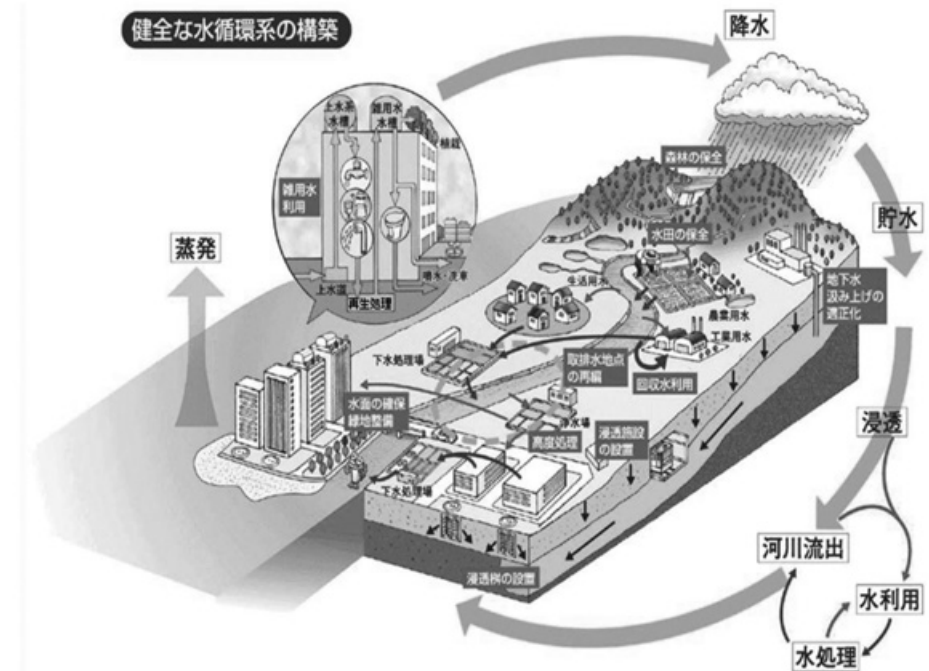 健全な水循環系の構築
降水
上水系
水槽
雑用水
水槽
植栽
森林の保全
雑用水
利用
貯水
水田の保全
蒸発
噴水・洗車
生活用水
地下水
汲み上げの
適正化
上水道
再生処理
農業用水
工業用水
下水処理場
取排水地点
の再編
回収水利用
水面の確保
緑地整備
浄水場
浸透
高度処理
浸透施設
の設置
下水処理場
河川流出
浸透桝の設置
水利用
水処理